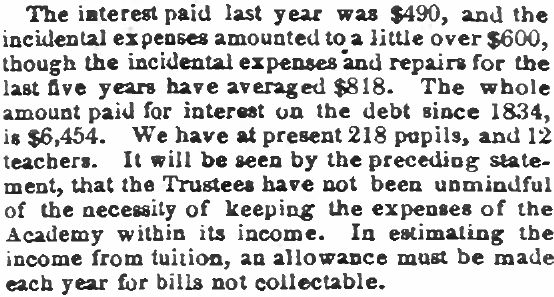 The interest paid last year was $490, and the
incidental expenses amounted to a little over $600,
though the incidental expenses and repairs for the
last five years have averaged $818. The whole
amount paid for interest on the debt since 1834,
is $6,454. We have at present 218 pupils, and 12
teachers. It will be seen by the preceding state-
ment, that the Trustees have not been unmindful
of the necessity of keeping the expenses of the
Academy within its income. In estimating the
income from tuition, an allowance must be made
each year for bills not collectable.